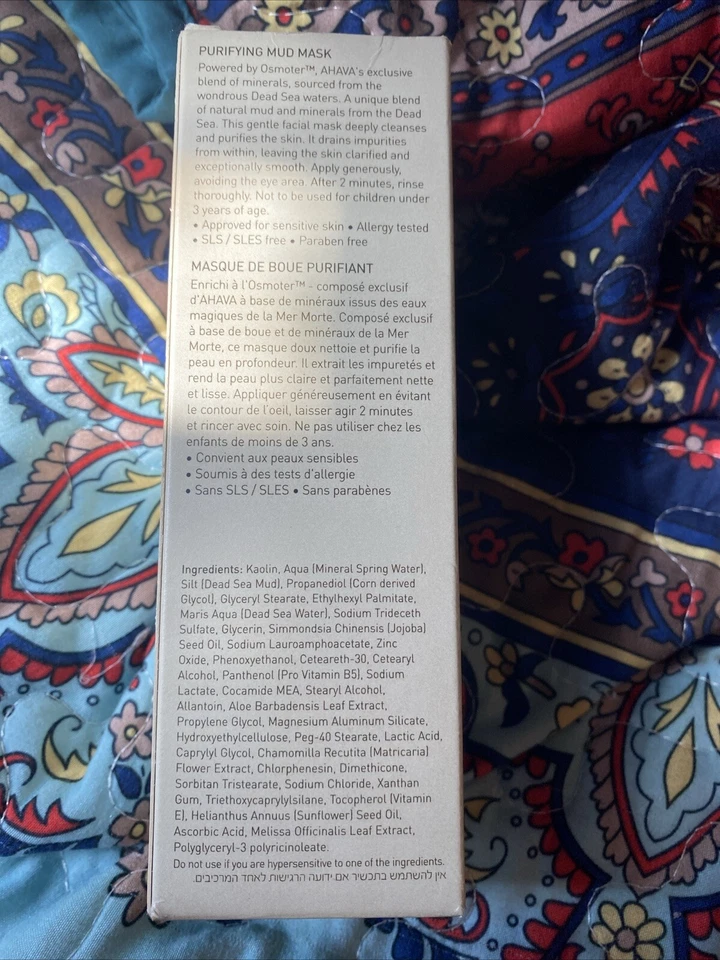 PURIFYING MUD MASK
Powered by Osmoter™, AHAVA's exclusive
blend of minerals, sourced from the
wondrous Dead Sea waters. A unique blend
of natural mud and minerals from the Dead
Sea. This gentle facial mask deeply cleanses
and purifies the skin. It drains impurities
from within, leaving the skin clarified and
exceptionally smooth. Apply generously,
avoiding the eye area. After 2 minutes, rinse
thoroughly. Not to be used for children under
3 years of age.
• Approved for sensitive skin • Allergy tested
• SLS / SLES free • Paraben free
MASQUE DE BOUE PURIFIANT
Enrichi à l'Osmoter™ - composé exclusif
d'AHAVA à base de minéraux issus des eaux
magiques de la Mer Morte. Composé exclusif
à base de boue et de minéraux de la Mer
Morte, ce masque doux nettoie et purifie la
peau en profondeur. Il extrait les impuretés et
rend la peau plus claire et parfaitement nette
et lisse. Appliquer généreusement en évitant
le contour de l'oeil, laisser agir 2 minutes
et rincer avec soin. Ne pas utiliser chez les
enfants de moins de 3 ans.
• Convient aux peaux sensibles
• Soumis à des tests d'allergie
• Sans SLS / SLES • Sans parabènes
Ingredients: Kaolin, Aqua (Mineral Spring Water),
Silt (Dead Sea Mud), Propanediol (Corn derived
Glycol), Glyceryl Stearate, Ethylhexyl Palmitate,
Maris Aqua (Dead Sea Water), Sodium Trideceth
Sulfate, Glycerin, Simmondsia Chinensis (Jojoba)
Seed Oil, Sodium Lauroamphoacetate, Zinc
Oxide, Phenoxyethanol, Ceteareth-30, Cetearyl
Alcohol, Panthenol (Pro Vitamin B5), Sodium
Lactate, Cocamide MEA, Stearyl Alcohol,
Allantoin, Aloe Barbadensis Leaf Extract,
Propylene Glycol, Magnesium Aluminum Silicate,
Hydroxyethylcellulose, Peg-40 Stearate, Lactic Acid,
Caprylyl Glycol, Chamomilla Recutita (Matricaria)
Flower Extract, Chlorphenesin, Dimethicone,
Sorbitan Tristearate, Sodium Chloride, Xanthan
Gum, Triethoxycaprylylsilane, Tocopherol (Vitamin
E), Helianthus Annuus (Sunflower) Seed Oil,
Ascorbic Acid, Melissa Officinalis Leaf Extract,
Polyglyceryl-3 polyricinoleate.
Do not use if you are hypersensitive to one of the ingredients.
אין להשתמש בתכשיר אם ידועה הרגישות לאחד המרכיבים.